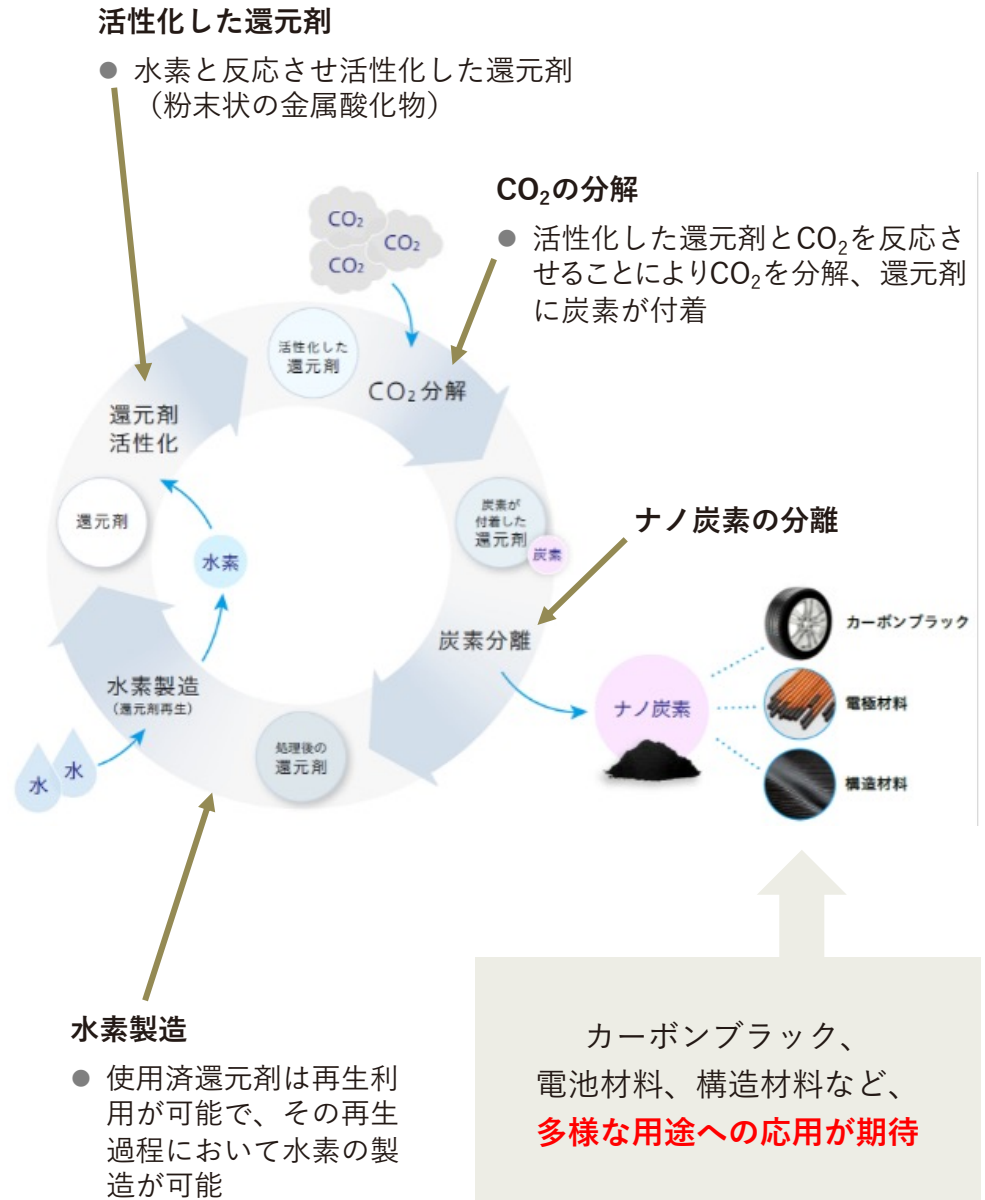 活性化した還元剤
● 水素と反応させ活性化した還元剤
（粉末状の金属酸化物）
CO₂の分解
● 活性化した還元剤とCO₂を反応さ
せることによりCO₂を分解、還元剤
に炭素が付着
CO₂
CO₂
CO₂
活性化した
還元剤
CO₂分解
還元剤
活性化
還元剤
水素
炭素が
付着した
還元剤
炭素
ナノ炭素の分離
炭素分離
水素製造
（還元剤再生）
水
水
処理後の
還元剤
ナノ炭素
カーボンブラック
電極材料
構造材料
水素製造
● 使用済還元剤は再生利
用が可能で、その再生
過程において水素の製
造が可能
カーボンブラック、
電池材料、構造材料など、
多様な用途への応用が期待